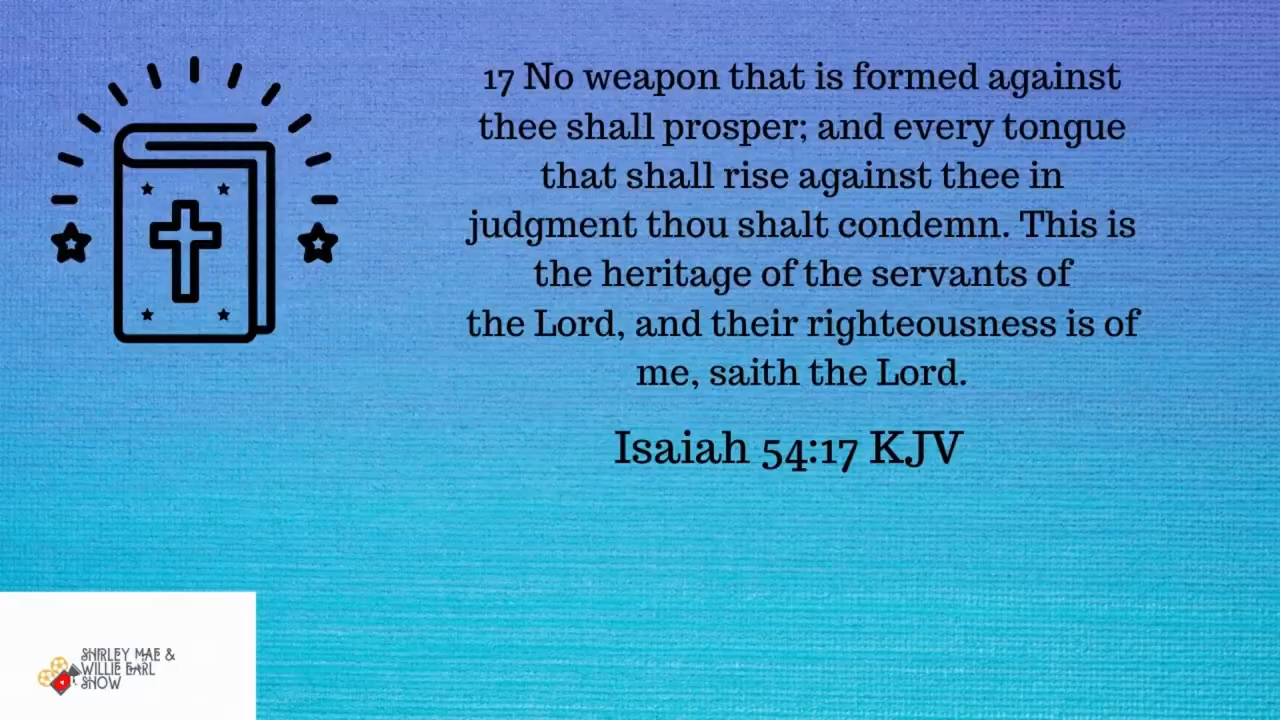 17 No weapon that is formed against
thee shall prosper; and every tongue
that shall rise against thee in
judgment thou shalt condemn. This is
the heritage of the servants of
the Lord, and their righteousness is of
me, saith the Lord.
Isaiah 54:17 KJV
SHIRLEY MAE &
WILLIE EARL
SHOW